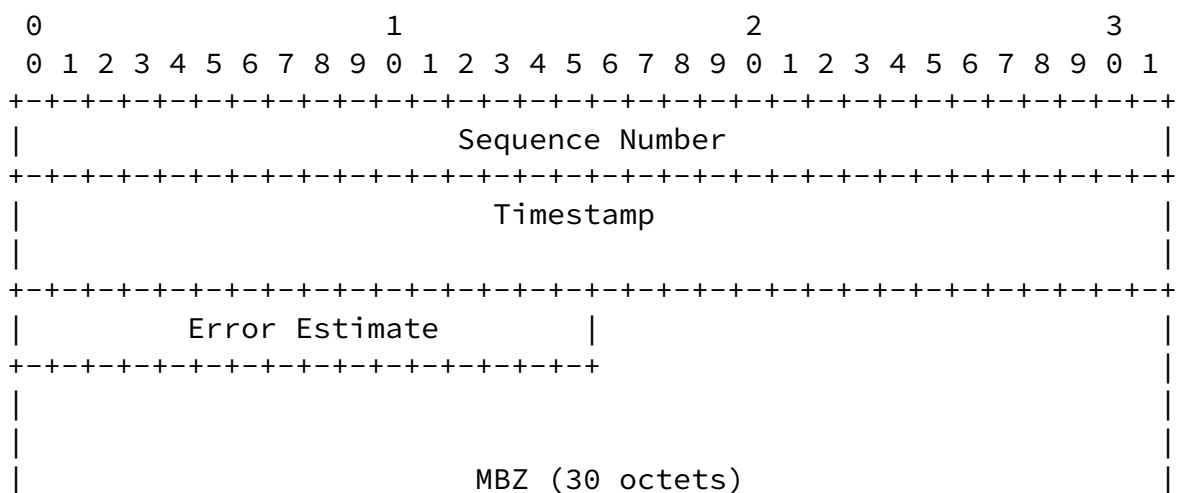 0                   1                   2                   3
 0 1 2 3 4 5 6 7 8 9 0 1 2 3 4 5 6 7 8 9 0 1 2 3 4 5 6 7 8 9 0 1
+-+-+-+-+-+-+-+-+-+-+-+-+-+-+-+-+-+-+-+-+-+-+-+-+-+-+-+-+-+-+-+-+
|                        Sequence Number                        |
+-+-+-+-+-+-+-+-+-+-+-+-+-+-+-+-+-+-+-+-+-+-+-+-+-+-+-+-+-+-+-+-+
|                          Timestamp                            |
|                                                               |
+-+-+-+-+-+-+-+-+-+-+-+-+-+-+-+-+-+-+-+-+-+-+-+-+-+-+-+-+-+-+-+-+
|         Error Estimate        |                               |
+-+-+-+-+-+-+-+-+-+-+-+-+-+-+-+-+                               |
|                                                               |
|                                                               |
|                         MBZ (30 octets)                       |